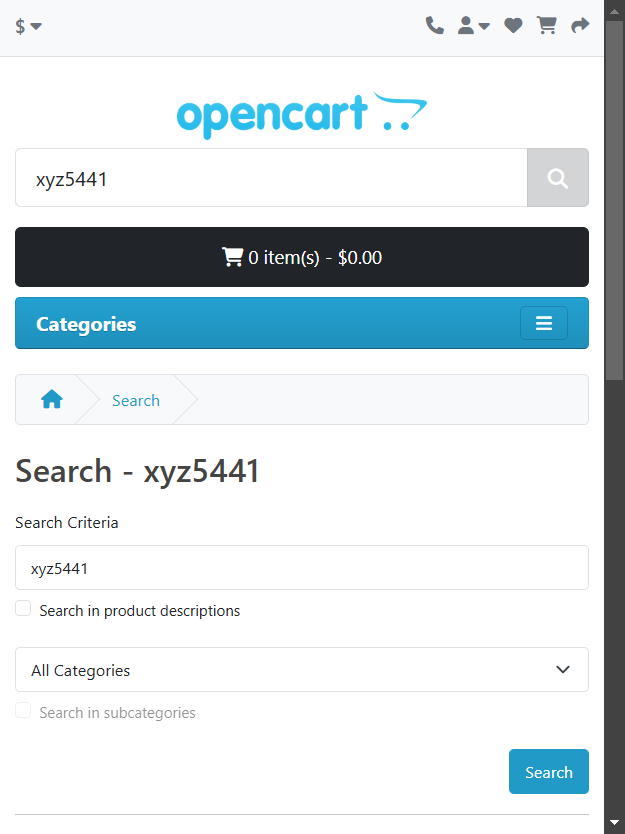 $
opencart
xyz5441
0 item(s) - $0.00
Categories
Search
Search - xyz5441
Search Criteria
xyz5441
Search in product descriptions
All Categories
Search in subcategories
Search